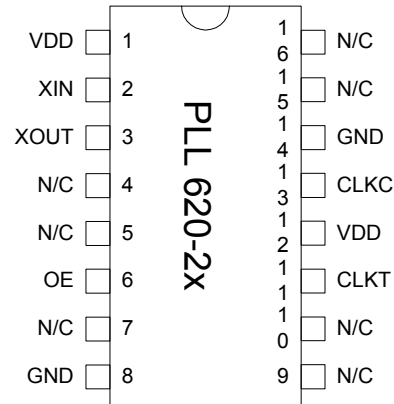 VDD 1 16 N/C
XIN 2 15 N/C
XOUT 3 14 GND
N/C 4 13 CLKC
N/C 5 12 VDD
OE 6 11 CLKT
N/C 7 10 N/C
GND 8 9 N/C
PLL 620-2x